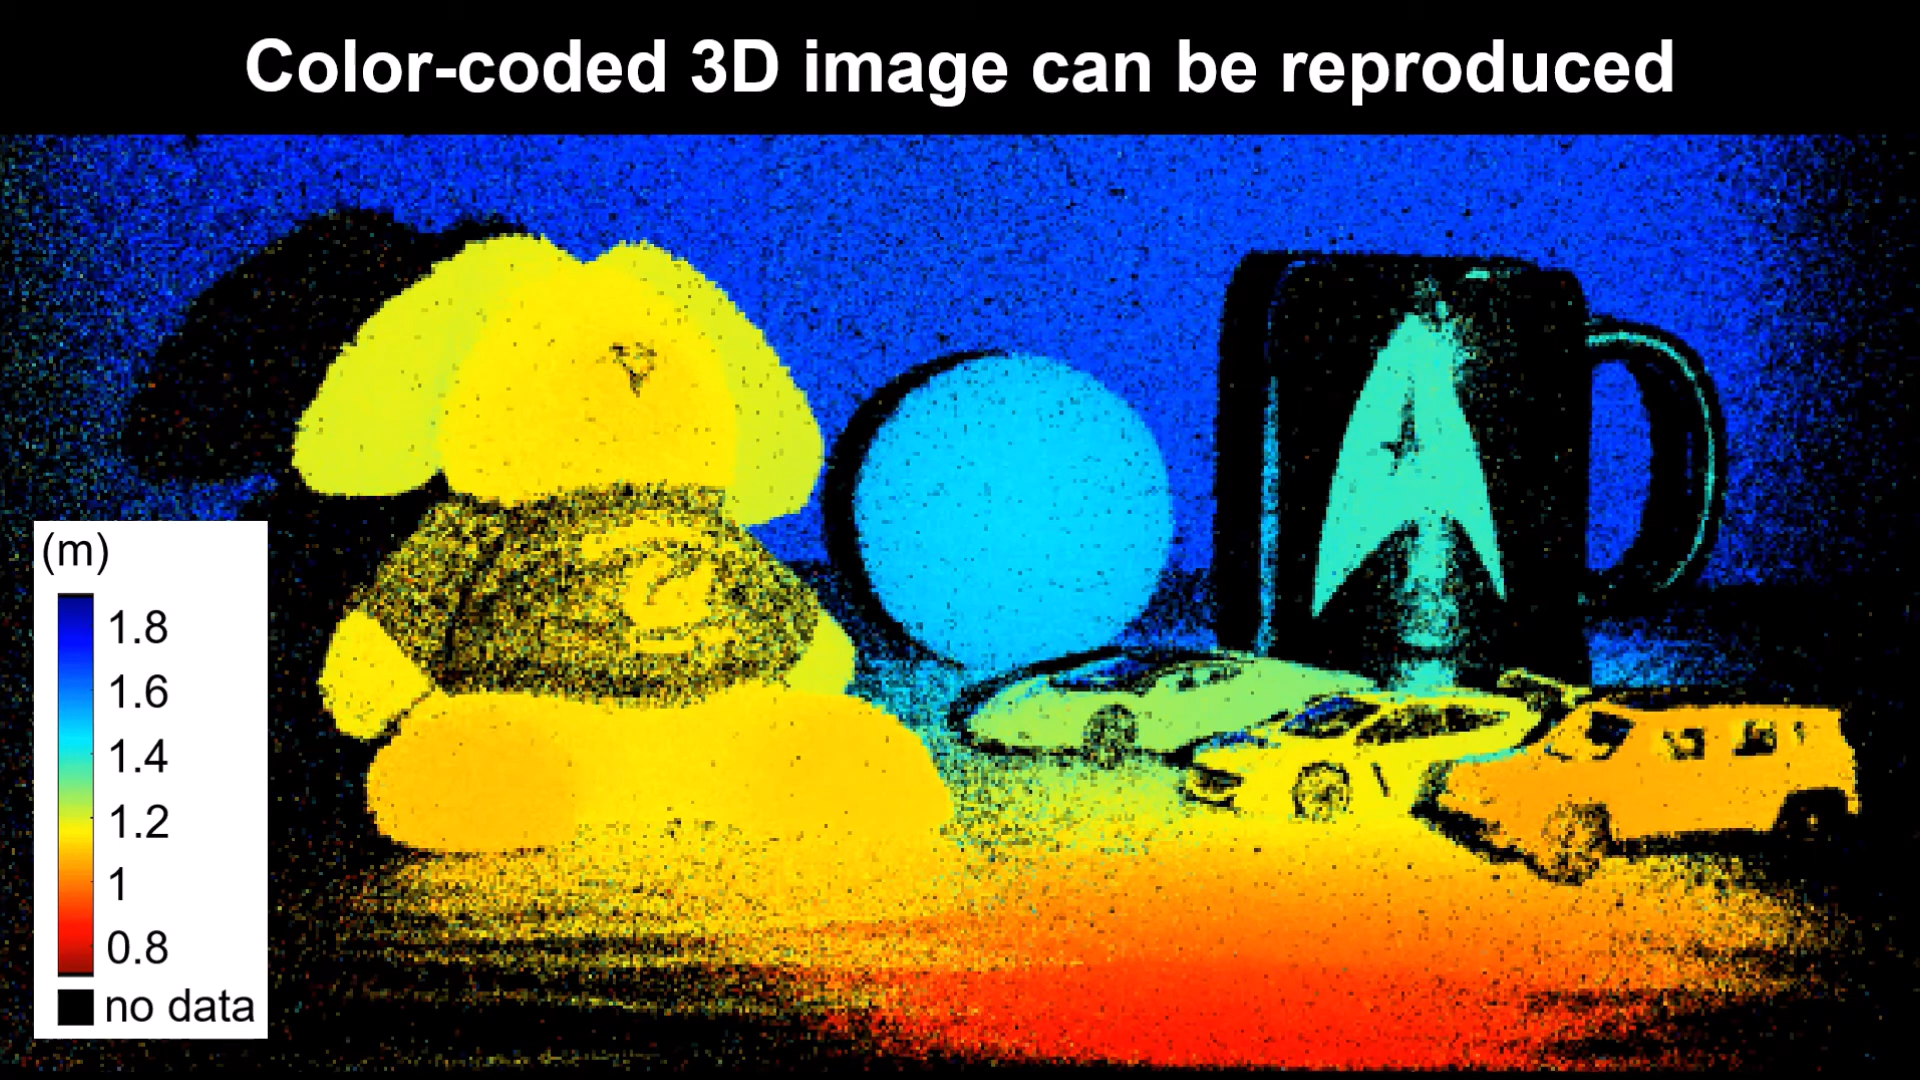 Color-coded 3D image can be reproduced
(m)
1.8
1.6
1.4
1.2
1
0.8
no data